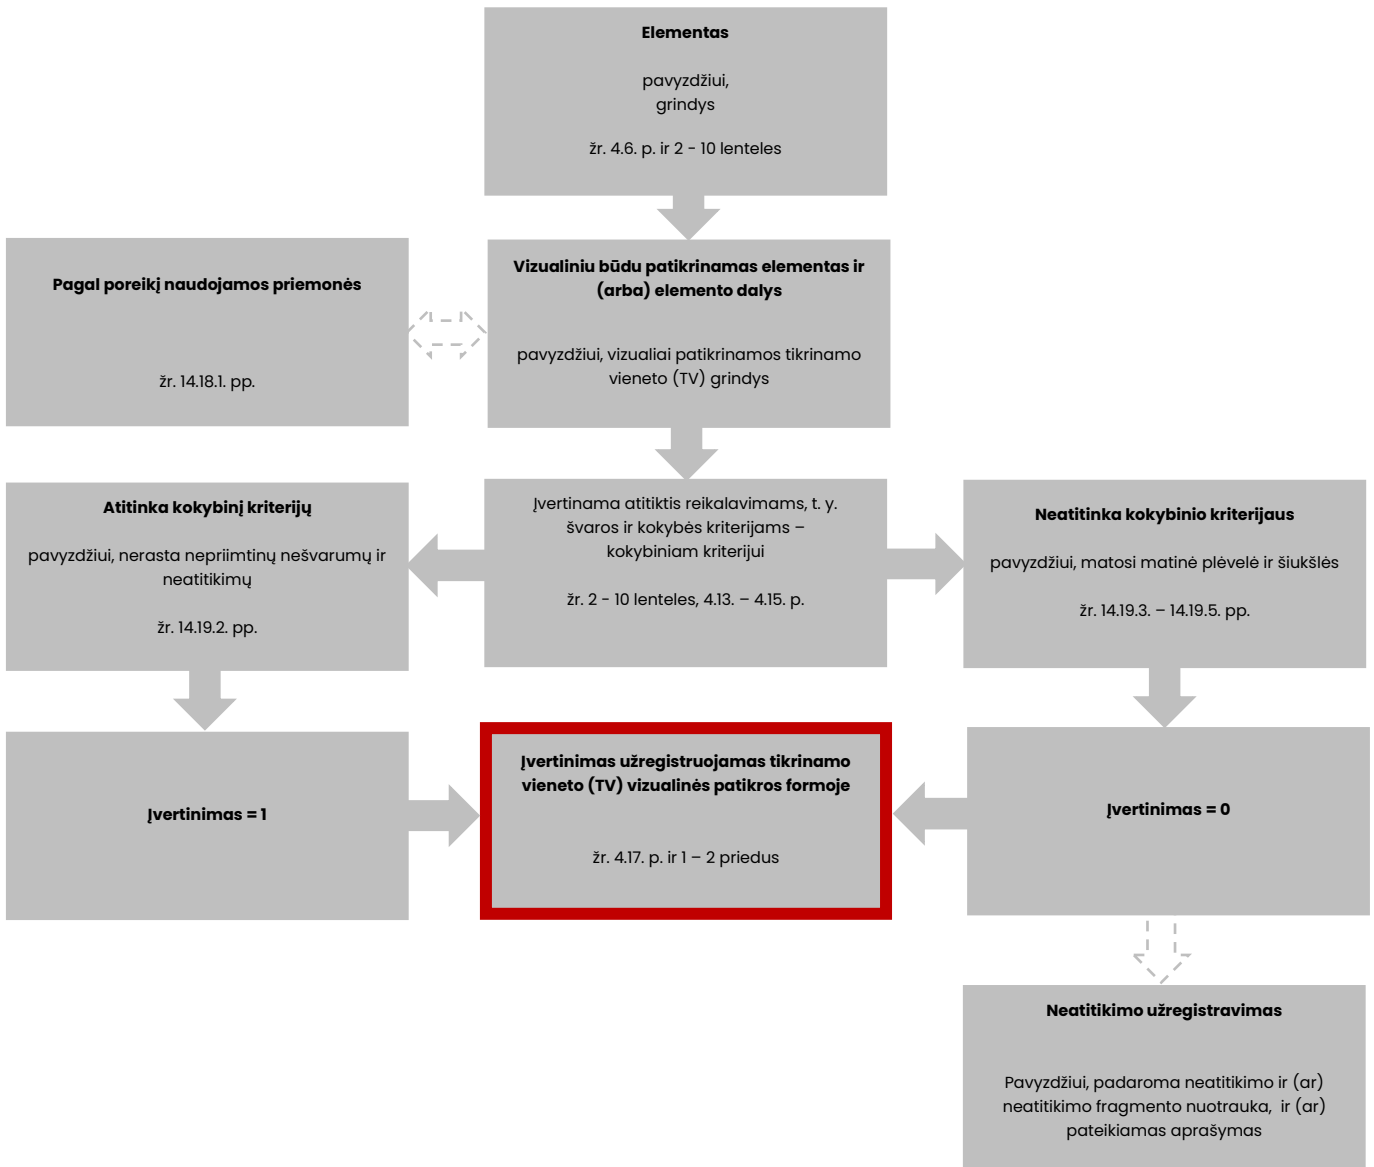 Elementas
pavyzdžiui,
grindys
žr. 4.6. p. ir 2 - 10 lenteles
Pagal poreikį naudojamos priemonės
žr. 14.18.1. pp.
Vizualiniu būdu patikrinamas elementas ir
(arba) elemento dalys
pavyzdžiui, vizualiai patikrinamos tikrinamo
vieneto (TV) grindys
Atitinka kokybinį kriterijų
pavyzdžiui, nerasta nepriimtinų nešvarumų ir
neatitikimų
žr. 14.19.2. pp.
Įvertinama atitiktis reikalavimams, t. y.
švaros ir kokybės kriterijams –
kokybiniam kriterijui
žr. 2 - 10 lenteles, 4.13. – 4.15. p.
Neatitinka kokybinio kriterijaus
pavyzdžiui, matosi matinė plėvelė ir šiukšlės
žr. 14.19.3. – 14.19.5. pp.
Įvertinimas = 1
Įvertinimas užregistruojamas tikrinamo
vieneto (TV) vizualinės patikros formoje
žr. 4.17. p. ir 1 – 2 priedus
Įvertinimas = 0
Neatitikimo užregistravimas
Pavyzdžiui, padaroma neatitikimo ir (ar)
neatitikimo fragmento nuotrauka,  ir (ar)
pateikiamas aprašymas